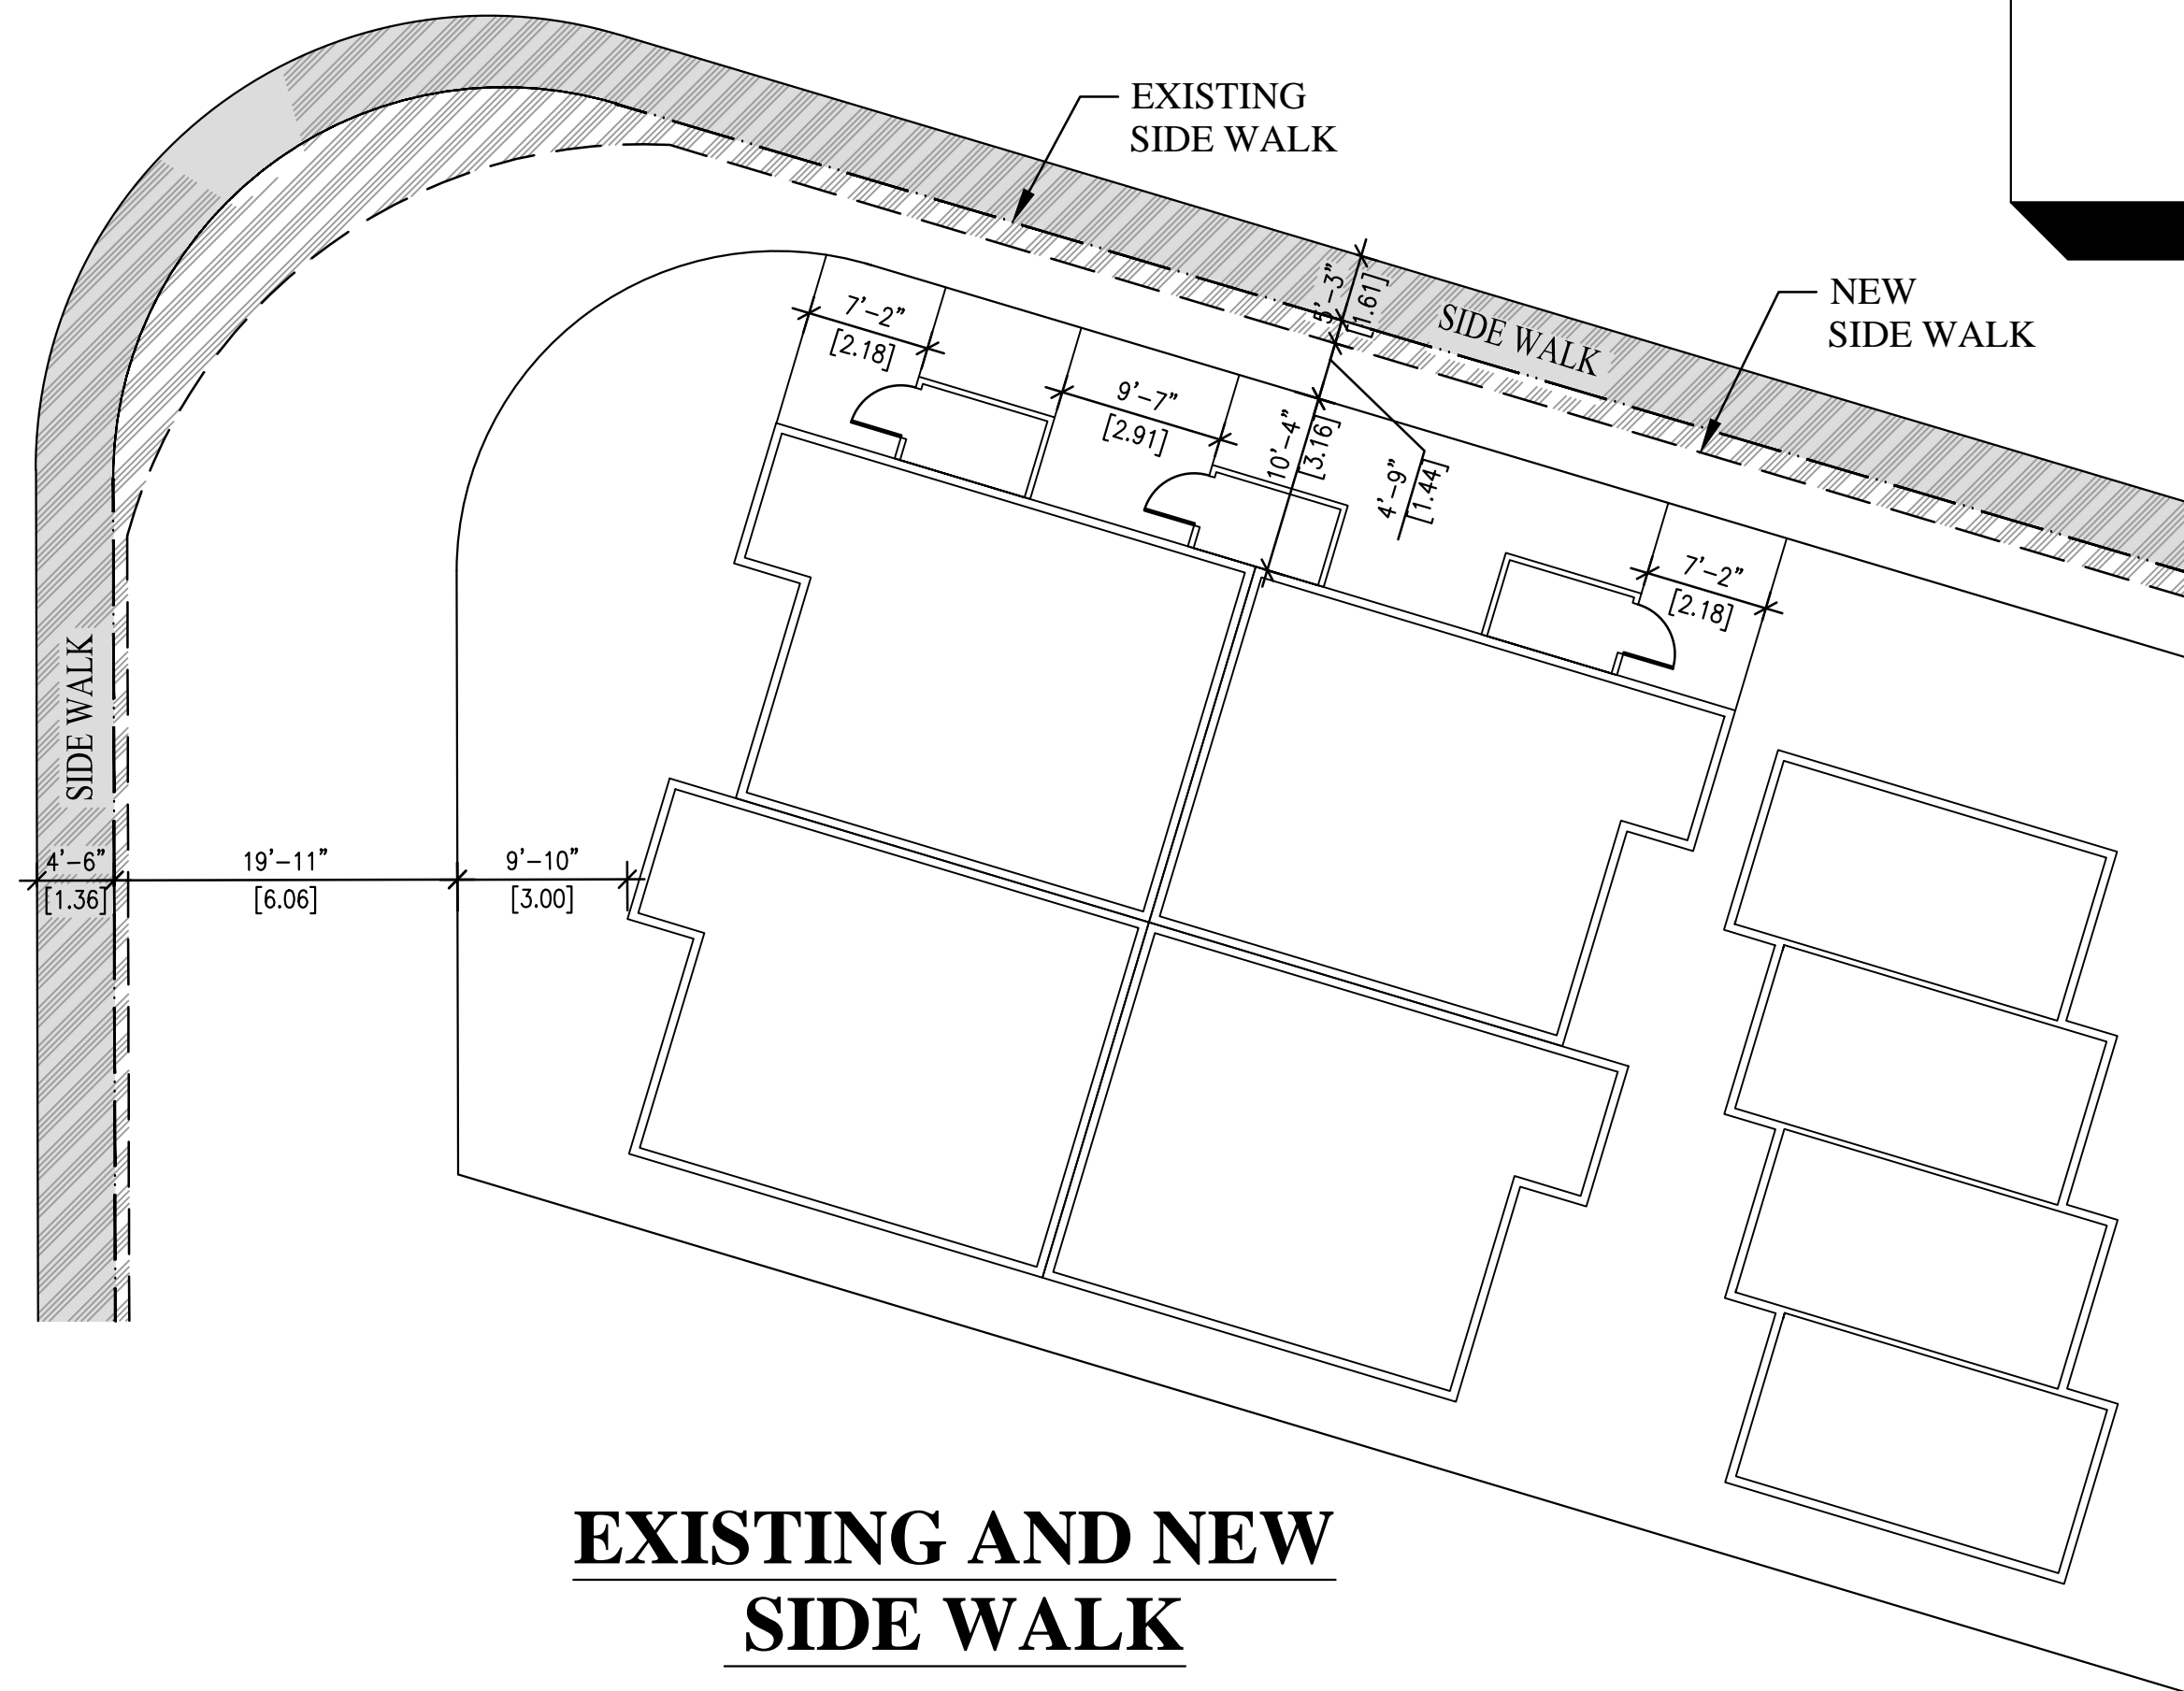 EXISTING
SIDE WALK
NEW
SIDE WALK
5'-3"
[1.61]
SIDE WALK
7'-2"
[2.18]
9'-7"
[2.91]
10'-4"
[3.16]
4'-9"
[1.44]
7'-2"
[2.18]
SIDE WALK
4'-6"
[1.36]
19'-11"
[6.06]
9'-10"
[3.00]
EXISTING AND NEW
SIDE WALK